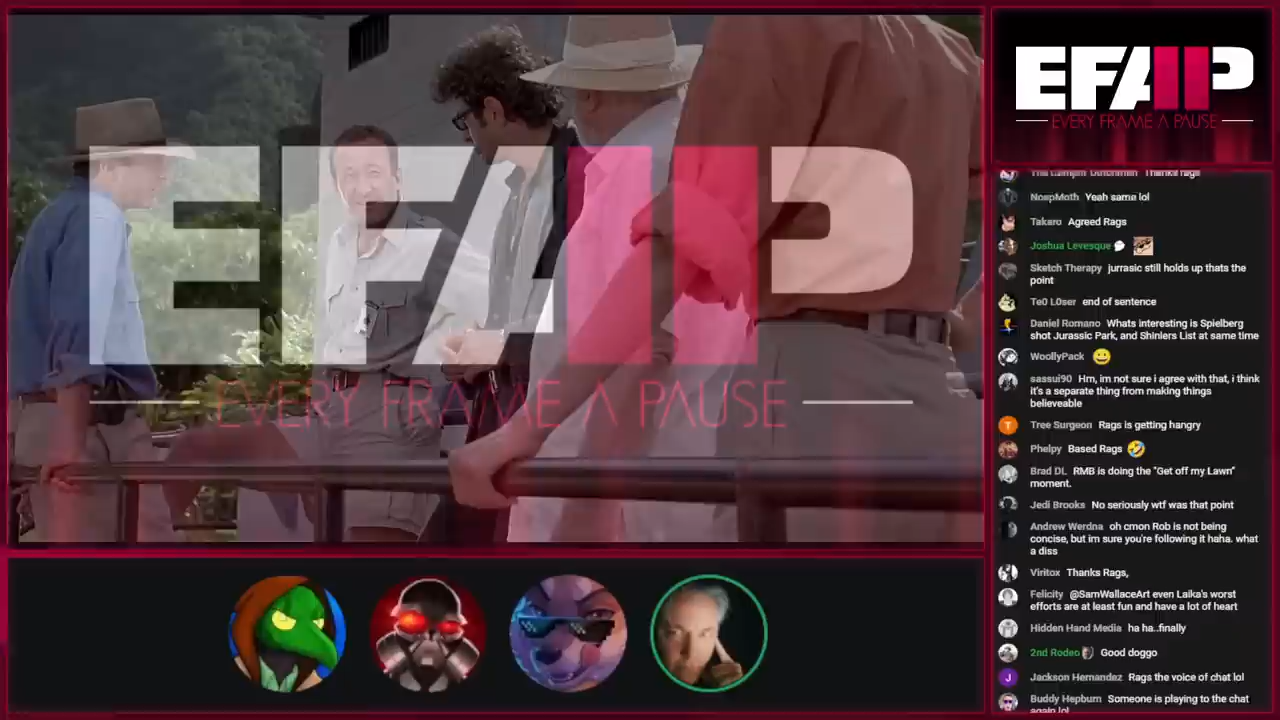 EFAP
EVERY FRAME A PAUSE
EFAP
EVERY FRAME A PAUSE
Thanks rags
NospMoth Yeah same lol
Takaro Agreed Rags
Joshua Levesque
Sketch Therapy jurrasic still holds up thats the
point
Te0 L0ser end of sentence
Daniel Romano Whats interesting is Spielberg
shot Jurassic Park, and Shinlers List at same time
WoollyPack
sassui90 Hm, im not sure i agree with that, i think
it's a separate thing from making things
believeable
Tree Surgeon Rags is getting hangry
Phelpy Based Rags
Brad DL RMB is doing the "Get off my Lawn"
moment.
Jedi Brooks No seriously wtf was that point
Andrew Werdna oh cmon Rob is not being
concise, but im sure you're following it haha. what
a diss
Viritox Thanks Rags,
Felicity @SamWallaceArt even Laika's worst
efforts are at least fun and have a lot of heart
Hidden Hand Media ha ha..finally
2nd Rodeo Good doggo
T
J
Jackson Hernandez Rags the voice of chat lol
Buddy Hepburn Someone is playing to the chat
again lol